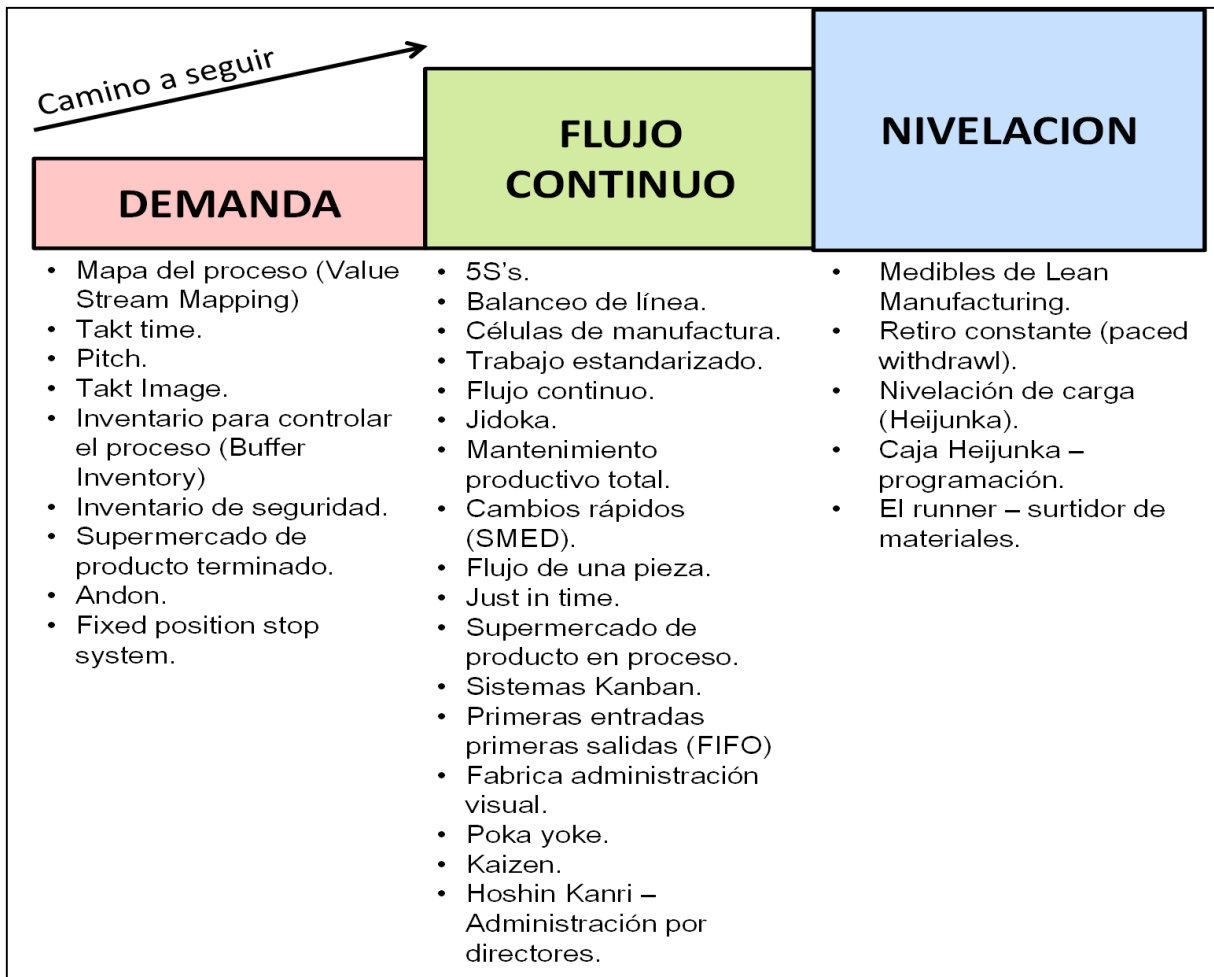 Camino a seguir
DEMANDA
• Mapa del proceso (Value
Stream Mapping)
• Takt time.
• Pitch.
• Takt Image.
• Inventario para controlar
el proceso (Buffer
Inventory)
• Inventario de seguridad.
• Supermercado de
producto terminado.
• Andon.
• Fixed position stop
system.
FLUJO
CONTINUO
• 5S's.
• Balanceo de línea.
• Células de manufactura.
• Trabajo estandarizado.
• Flujo continuo.
• Jidoka.
• Mantenimiento
productivo total.
• Cambios rápidos
(SMED).
• Flujo de una pieza.
• Just in time.
• Supermercado de
producto en proceso.
• Sistemas Kanban.
• Primeras entradas
primeras salidas (FIFO)
• Fabrica administración
visual.
• Poka yoke.
• Kaizen.
• Hoshin Kanri –
Administración por
directores.
NIVELACION
• Medibles de Lean
Manufacturing.
• Retiro constante (paced
withdrawl).
• Nivelación de carga
(Heijunka).
• Caja Heijunka –
programación.
• El runner – surtidor de
materiales.